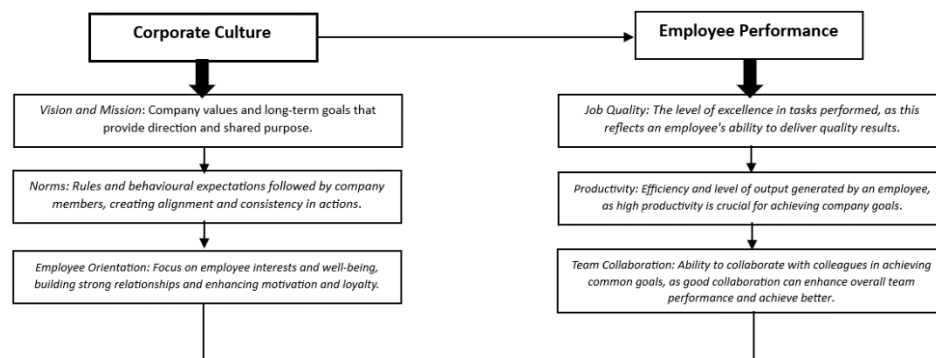 Corporate Culture
Employee Performance
Vision and Mission: Company values and long-term goals that
provide direction and shared purpose.
Job Quality: The level of excellence in tasks performed, as this
reflects an employee's ability to deliver quality results.
Norms: Rules and behavioural expectations followed by company
members, creating alignment and consistency in actions.
Productivity: Efficiency and level of output generated by an employee,
as high productivity is crucial for achieving company goals.
Employee Orientation: Focus on employee interests and well-being,
building strong relationships and enhancing motivation and loyalty.
Team Collaboration: Ability to collaborate with colleagues in achieving
common goals, as good collaboration can enhance overall team
performance and achieve better.